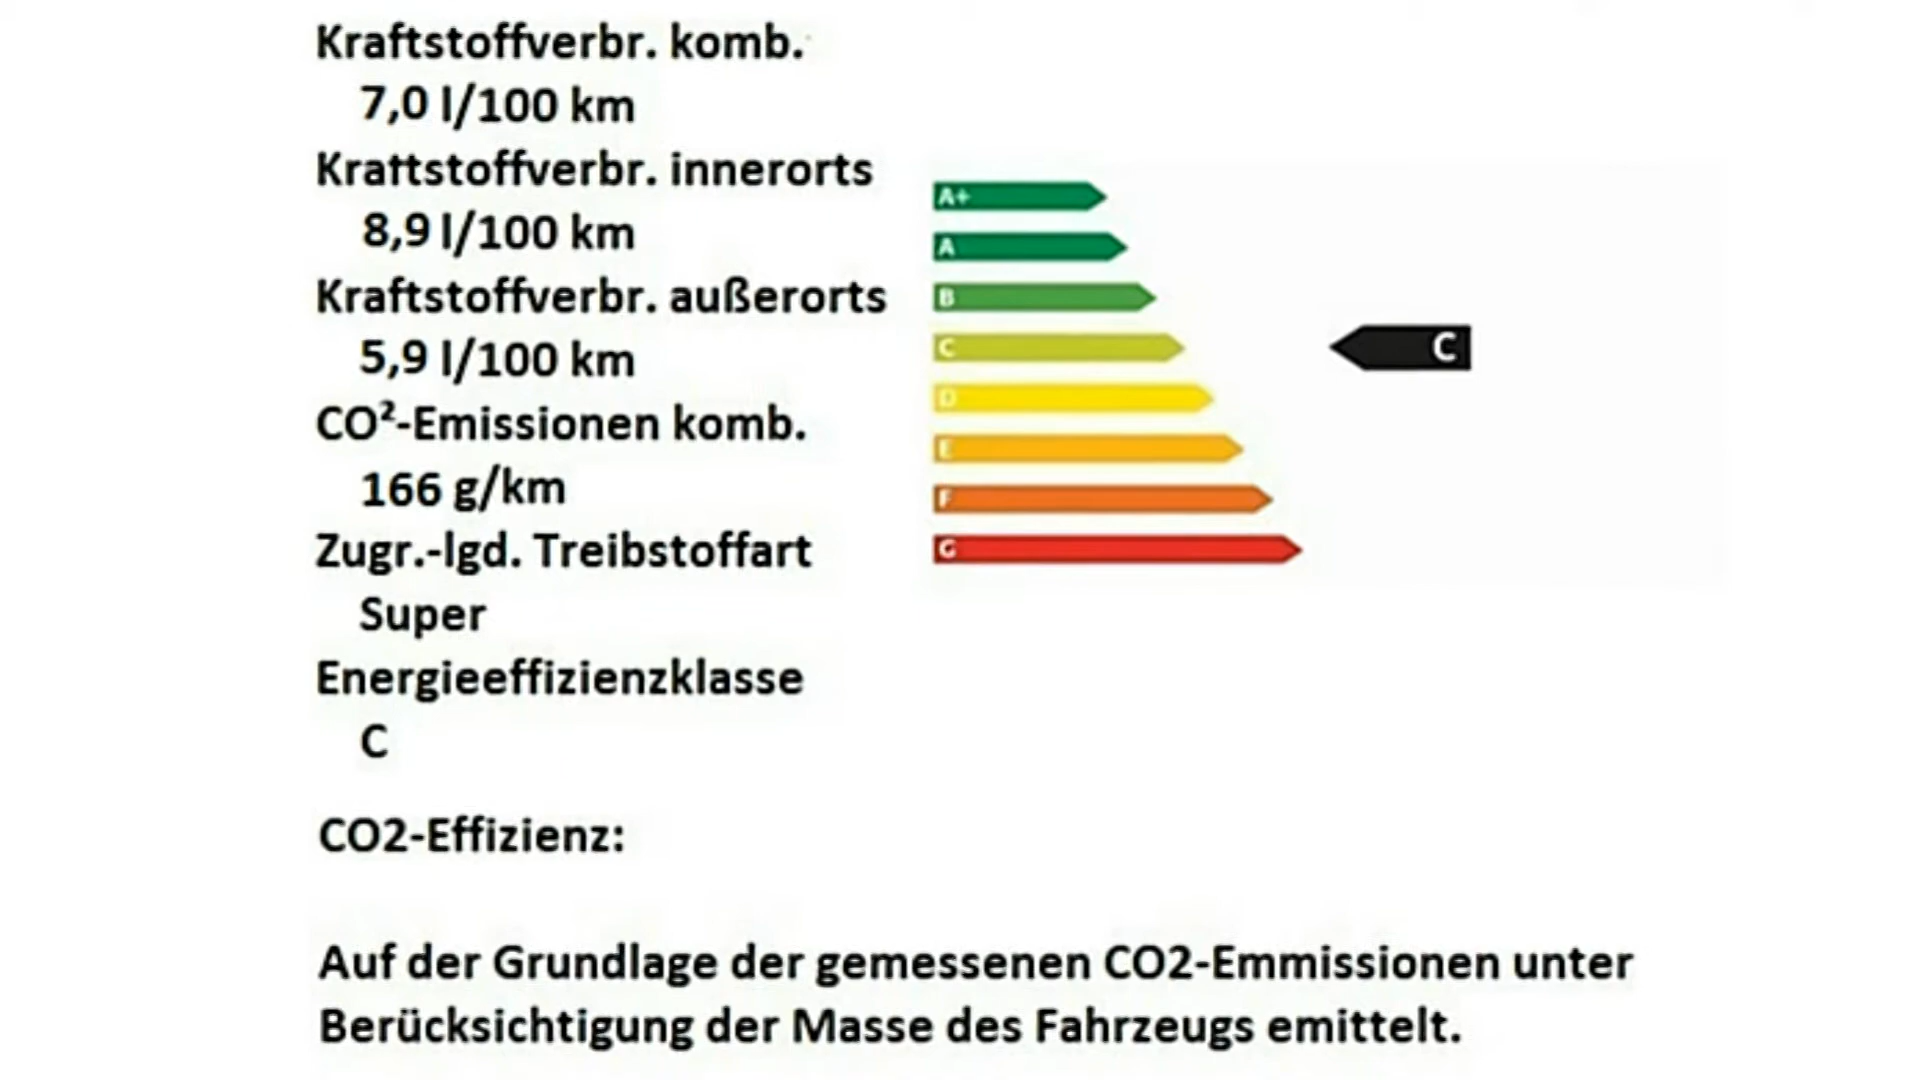 Kraftstoffverbr. komb.
7,0 l/100 km
Krattstoffverbr. innerorts
8,9 l/100 km
Kraftstoffverbr. außerorts
5,9 l/100 km
CO²-Emissionen komb.
166 g/km
Zugr.-lgd. Treibstoffart
Super
Energieeffizienzklasse
C
A+
A
B
C
D
E
F
G
C
CO2-Effizienz:
Auf der Grundlage der gemessenen CO2-Emmissionen unter
Berücksichtigung der Masse des Fahrzeugs emittelt.